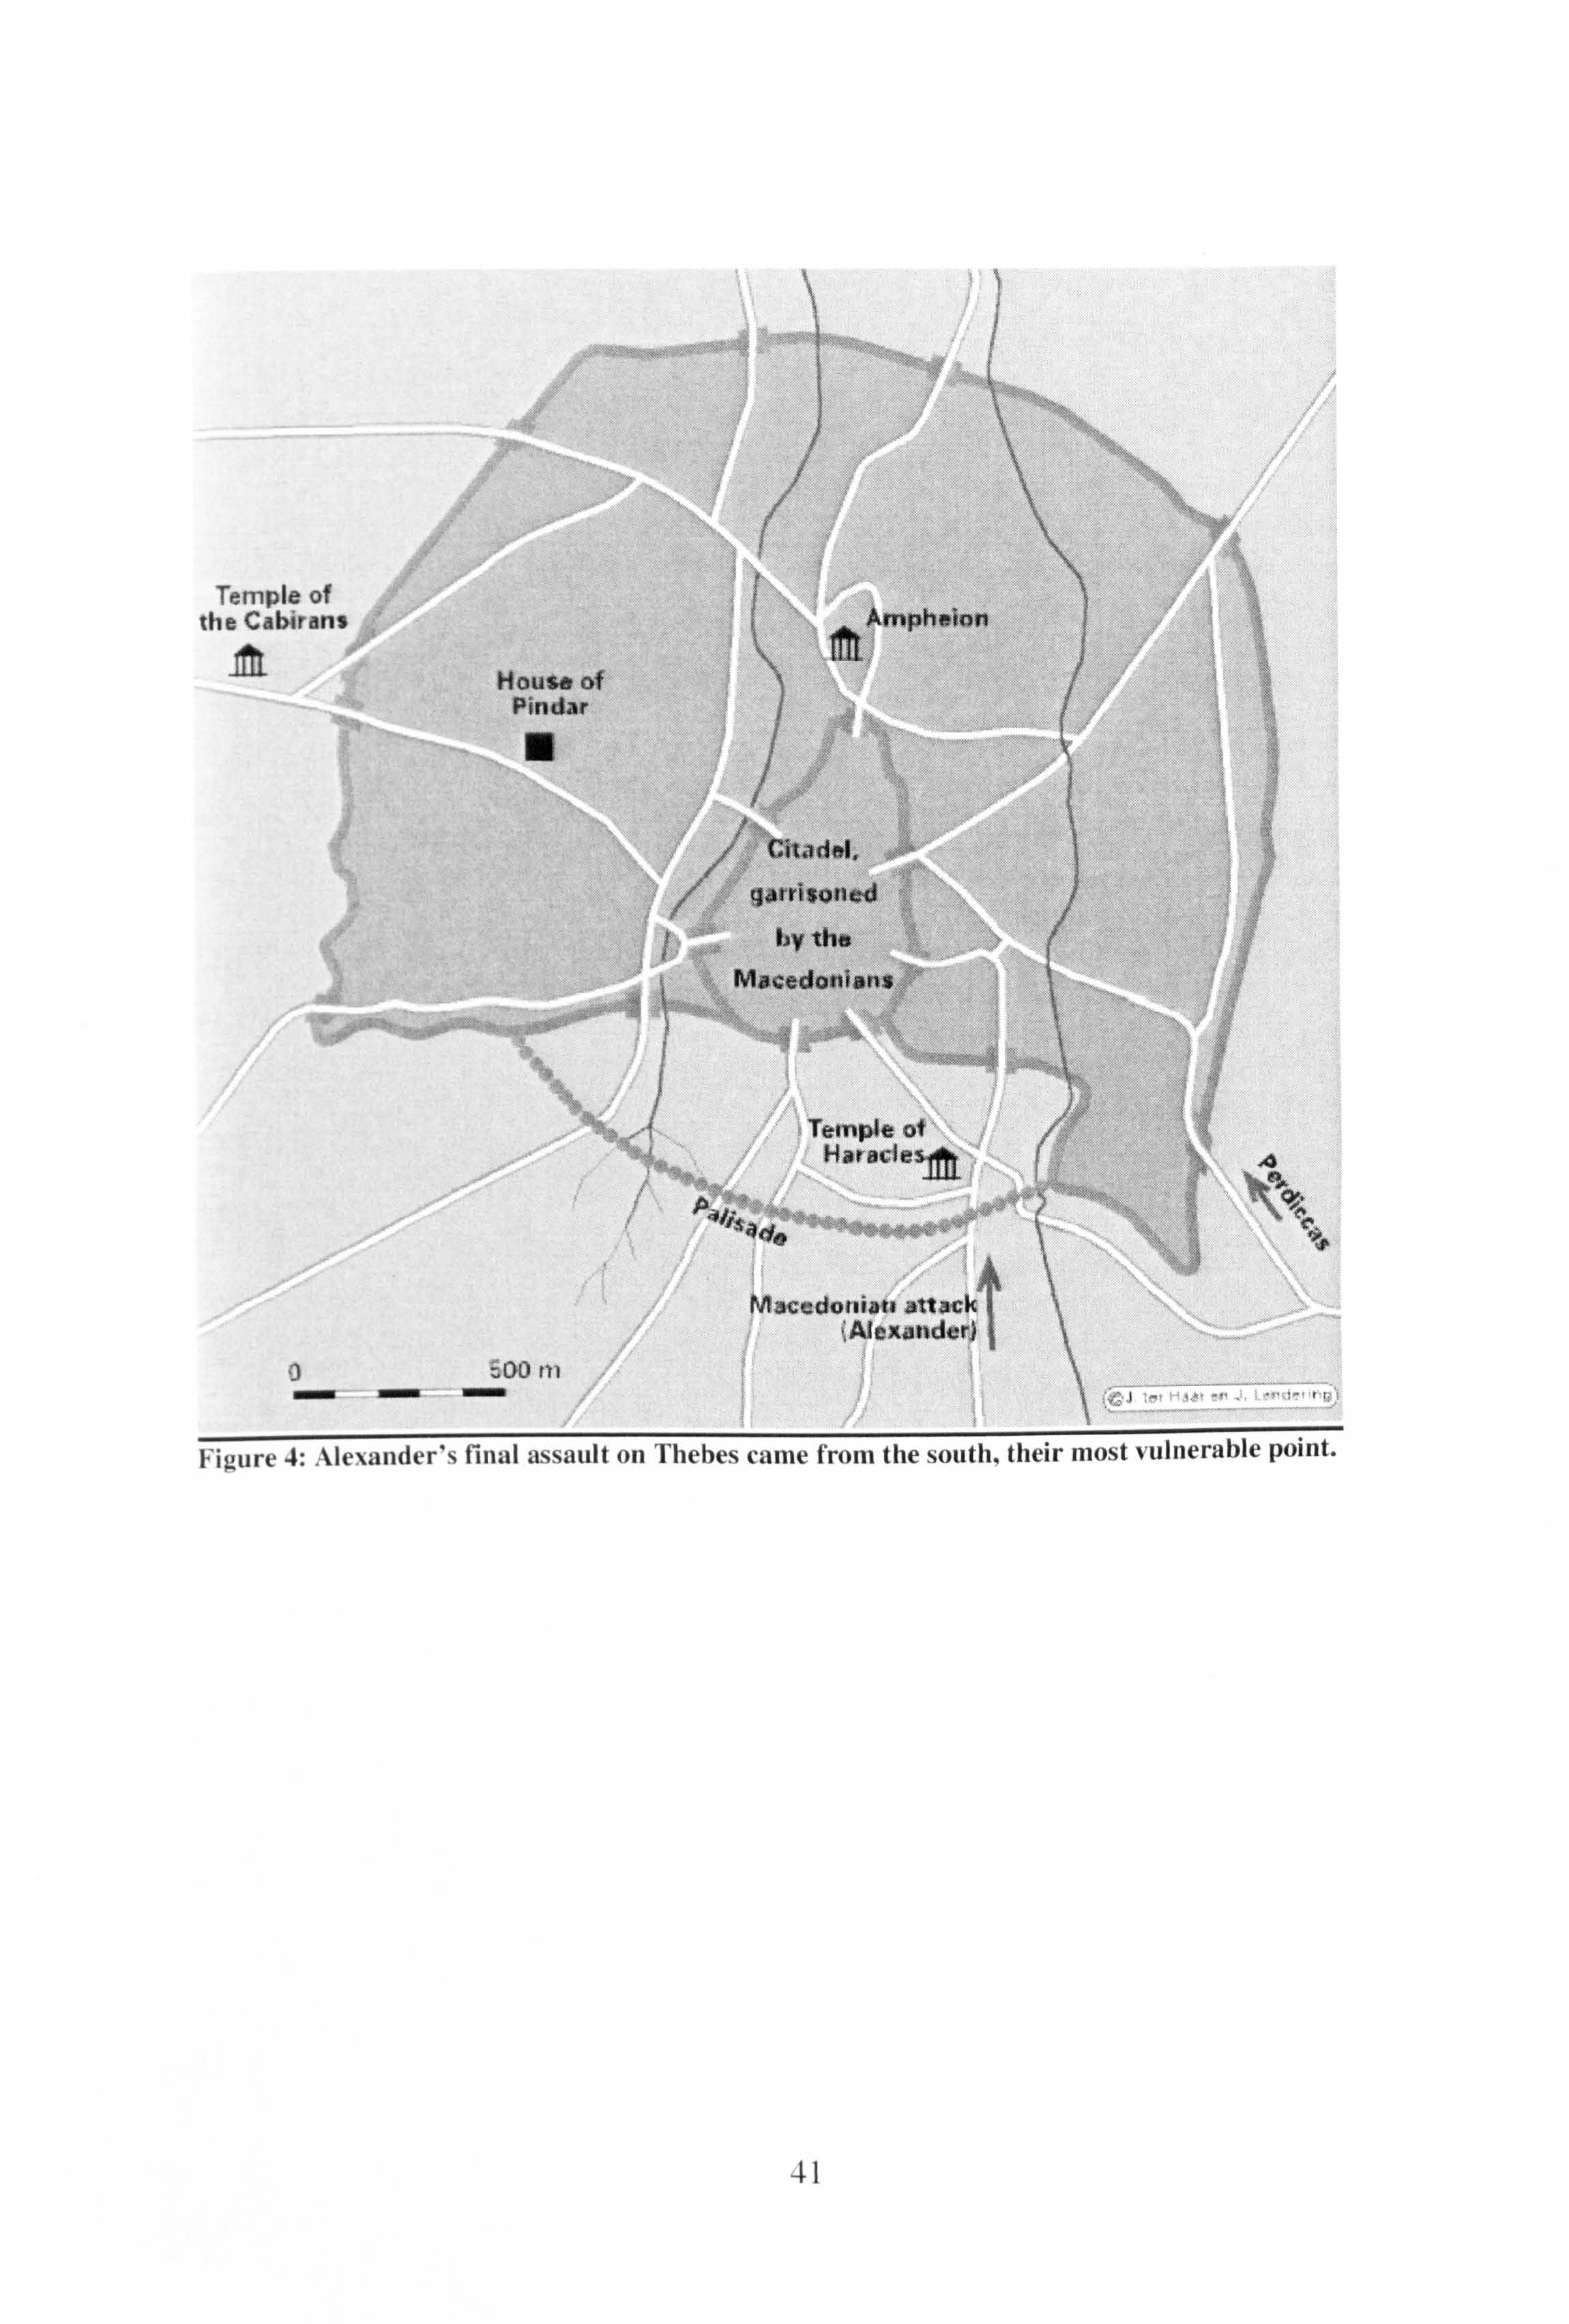 Temple of
the Cabirans
House of
Pindar
Ampheion
Citadel,
garrisoned
by the
Macedonians
Temple of
Haracles
Palisade
Perdiccas
Macedonian attack
(Alexander)
0 500 m
©J. ter Haar en J. Lendering
Figure 4: Alexander's final assault on Thebes came from the south, their most vulnerable point.
41